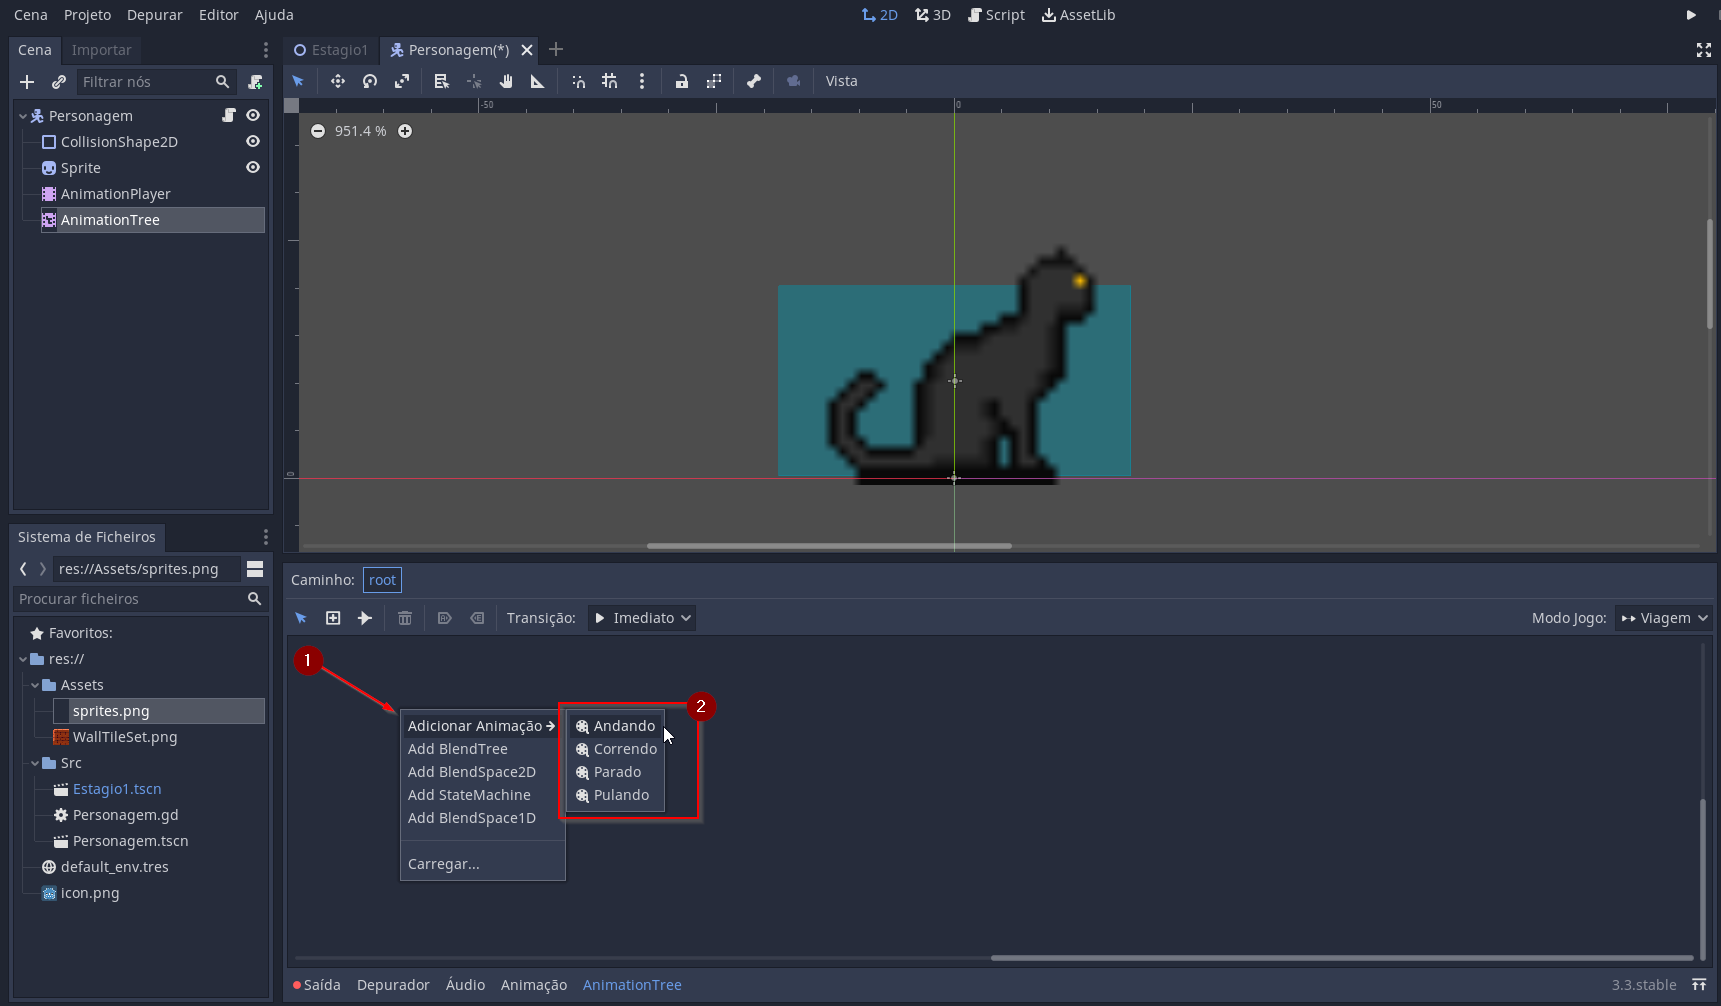 Cena Projeto Depurar Editor Ajuda
2D 3D Script AssetLib
Cena Importar
Estagio1 Personagem(*)
Filtrar nós
Vista
Personagem
CollisionShape2D
Sprite
AnimationPlayer
AnimationTree
-50 0 50
951.4 %
0
Sistema de Ficheiros
res://Assets/sprites.png
Procurar ficheiros
Favoritos:
res://
Assets
sprites.png
WallTileSet.png
Src
Estagio1.tscn
Personagem.gd
Personagem.tscn
default_env.tres
icon.png
Caminho: root
Transição: Imediato
Modo Jogo: Viagem
1
2
Adicionar Animação
Add BlendTree
Add BlendSpace2D
Add StateMachine
Add BlendSpace1D
Carregar...
Andando
Correndo
Parado
Pulando
Saída Depurador Áudio Animação AnimationTree
3.3.stable